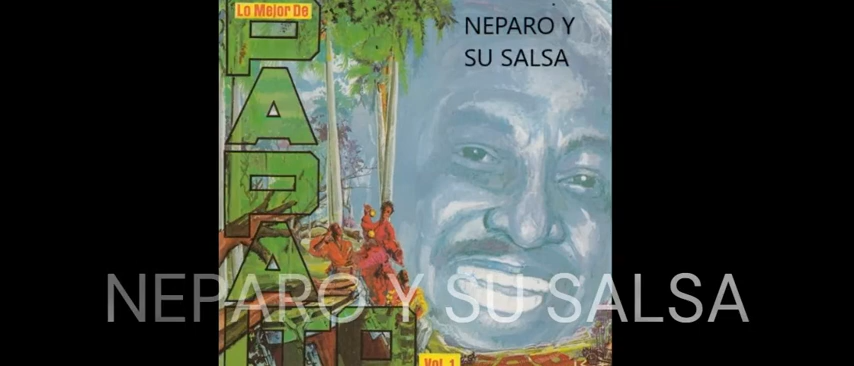 Lo Mejor De
P
A
P
A
NEPARO Y
SU SALSA
NEPARO Y SU SALSA
Vol. 1